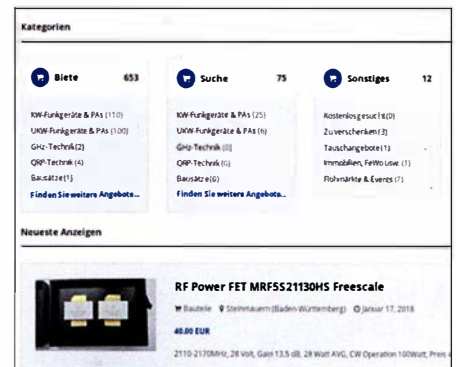 Kategorien
Biete 653
KW-Funkgeräte & PAs (110)
UKW-Funkgeräte & PAs (100)
GHz-Technik(2)
QRP-Technik (4)
Bausätze(1)
Finden Sie weitere Angebote...
Suche 75
KW-Funkgeräte & PAs (25)
UKW-Funkgeräte & PAs (6)
GHz-Technik (0)
QRP-Technik (0)
Bausätze(0)
Finden Sie weitere Angebote...
Sonstiges 12
Kostenlos gesucht(0)
Zu verschenken(3)
Tauschangebote(1)
Immobilien, FeWo usw. (1)
Flohmärkte & Events (7)
Neueste Anzeigen
RF Power FET MRF5S21130HS Freescale
Bauteile Steinmauern (Baden-Württemberg) Januar 17, 2018
40.00 EUR
2110-2170MHz, 28 Volt, Gain 13.5 dB, 28 Watt AVG, CW Operation 100Watt, Preis